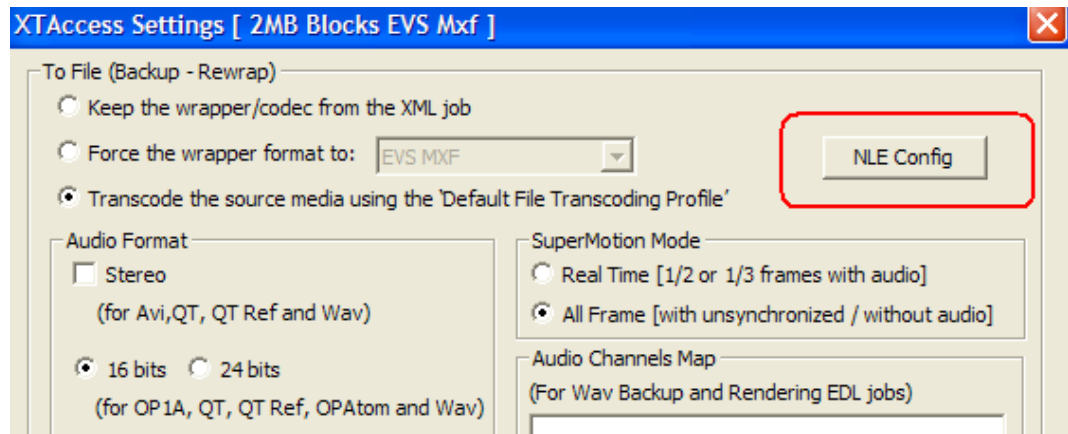 XTAccess Settings [ 2MB Blocks EVS Mxf ]
To File (Backup - Rewrap)
Keep the wrapper/codec from the XML job
Force the wrapper format to: EVS MXF
NLE Config
Transcode the source media using the 'Default File Transcoding Profile'
Audio Format
Stereo
(for Avi,QT, QT Ref and Wav)
16 bits 24 bits
(for OP1A, QT, QT Ref, OPAtom and Wav)
SuperMotion Mode
Real Time [1/2 or 1/3 frames with audio]
All Frame [with unsynchronized / without audio]
Audio Channels Map
(For Wav Backup and Rendering EDL jobs)